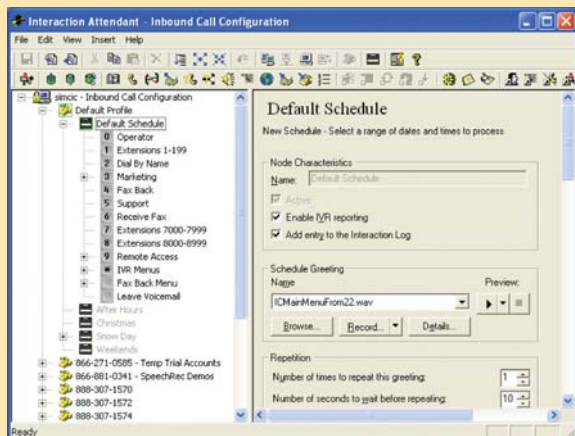 Interaction Attendant - Inbound Call Configuration
File Edit View Insert Help
simcic - Inbound Call Configuration
Default Profile
Default Schedule
0 Operator
1 Extensions 1-199
2 Dial By Name
3 Marketing
4 Fax Back
5 Support
6 Receive Fax
7 Extensions 7000-7999
8 Extensions 8000-8999
9 Remote Access
* IVR Menus
Fax Back Menu
Leave Voicemail
After Hours
Christmas
Snow Day
Weekends
866-271-0585 - Temp Trial Accounts
866-881-0341 - SpeechRec Demos
888-307-1570
888-307-1572
888-307-1574
Default Schedule
New Schedule - Select a range of dates and times to process
Node Characteristics
Name: Default Schedule
Active
Enable IVR reporting
Add entry to the Interaction Log
Schedule Greeting
Name
Preview:
ICMainMenuFrom22.wav
Browse... Record... Details...
Repetition
Number of times to repeat this greeting: 1
Number of seconds to wait before repeating: 10
Ready